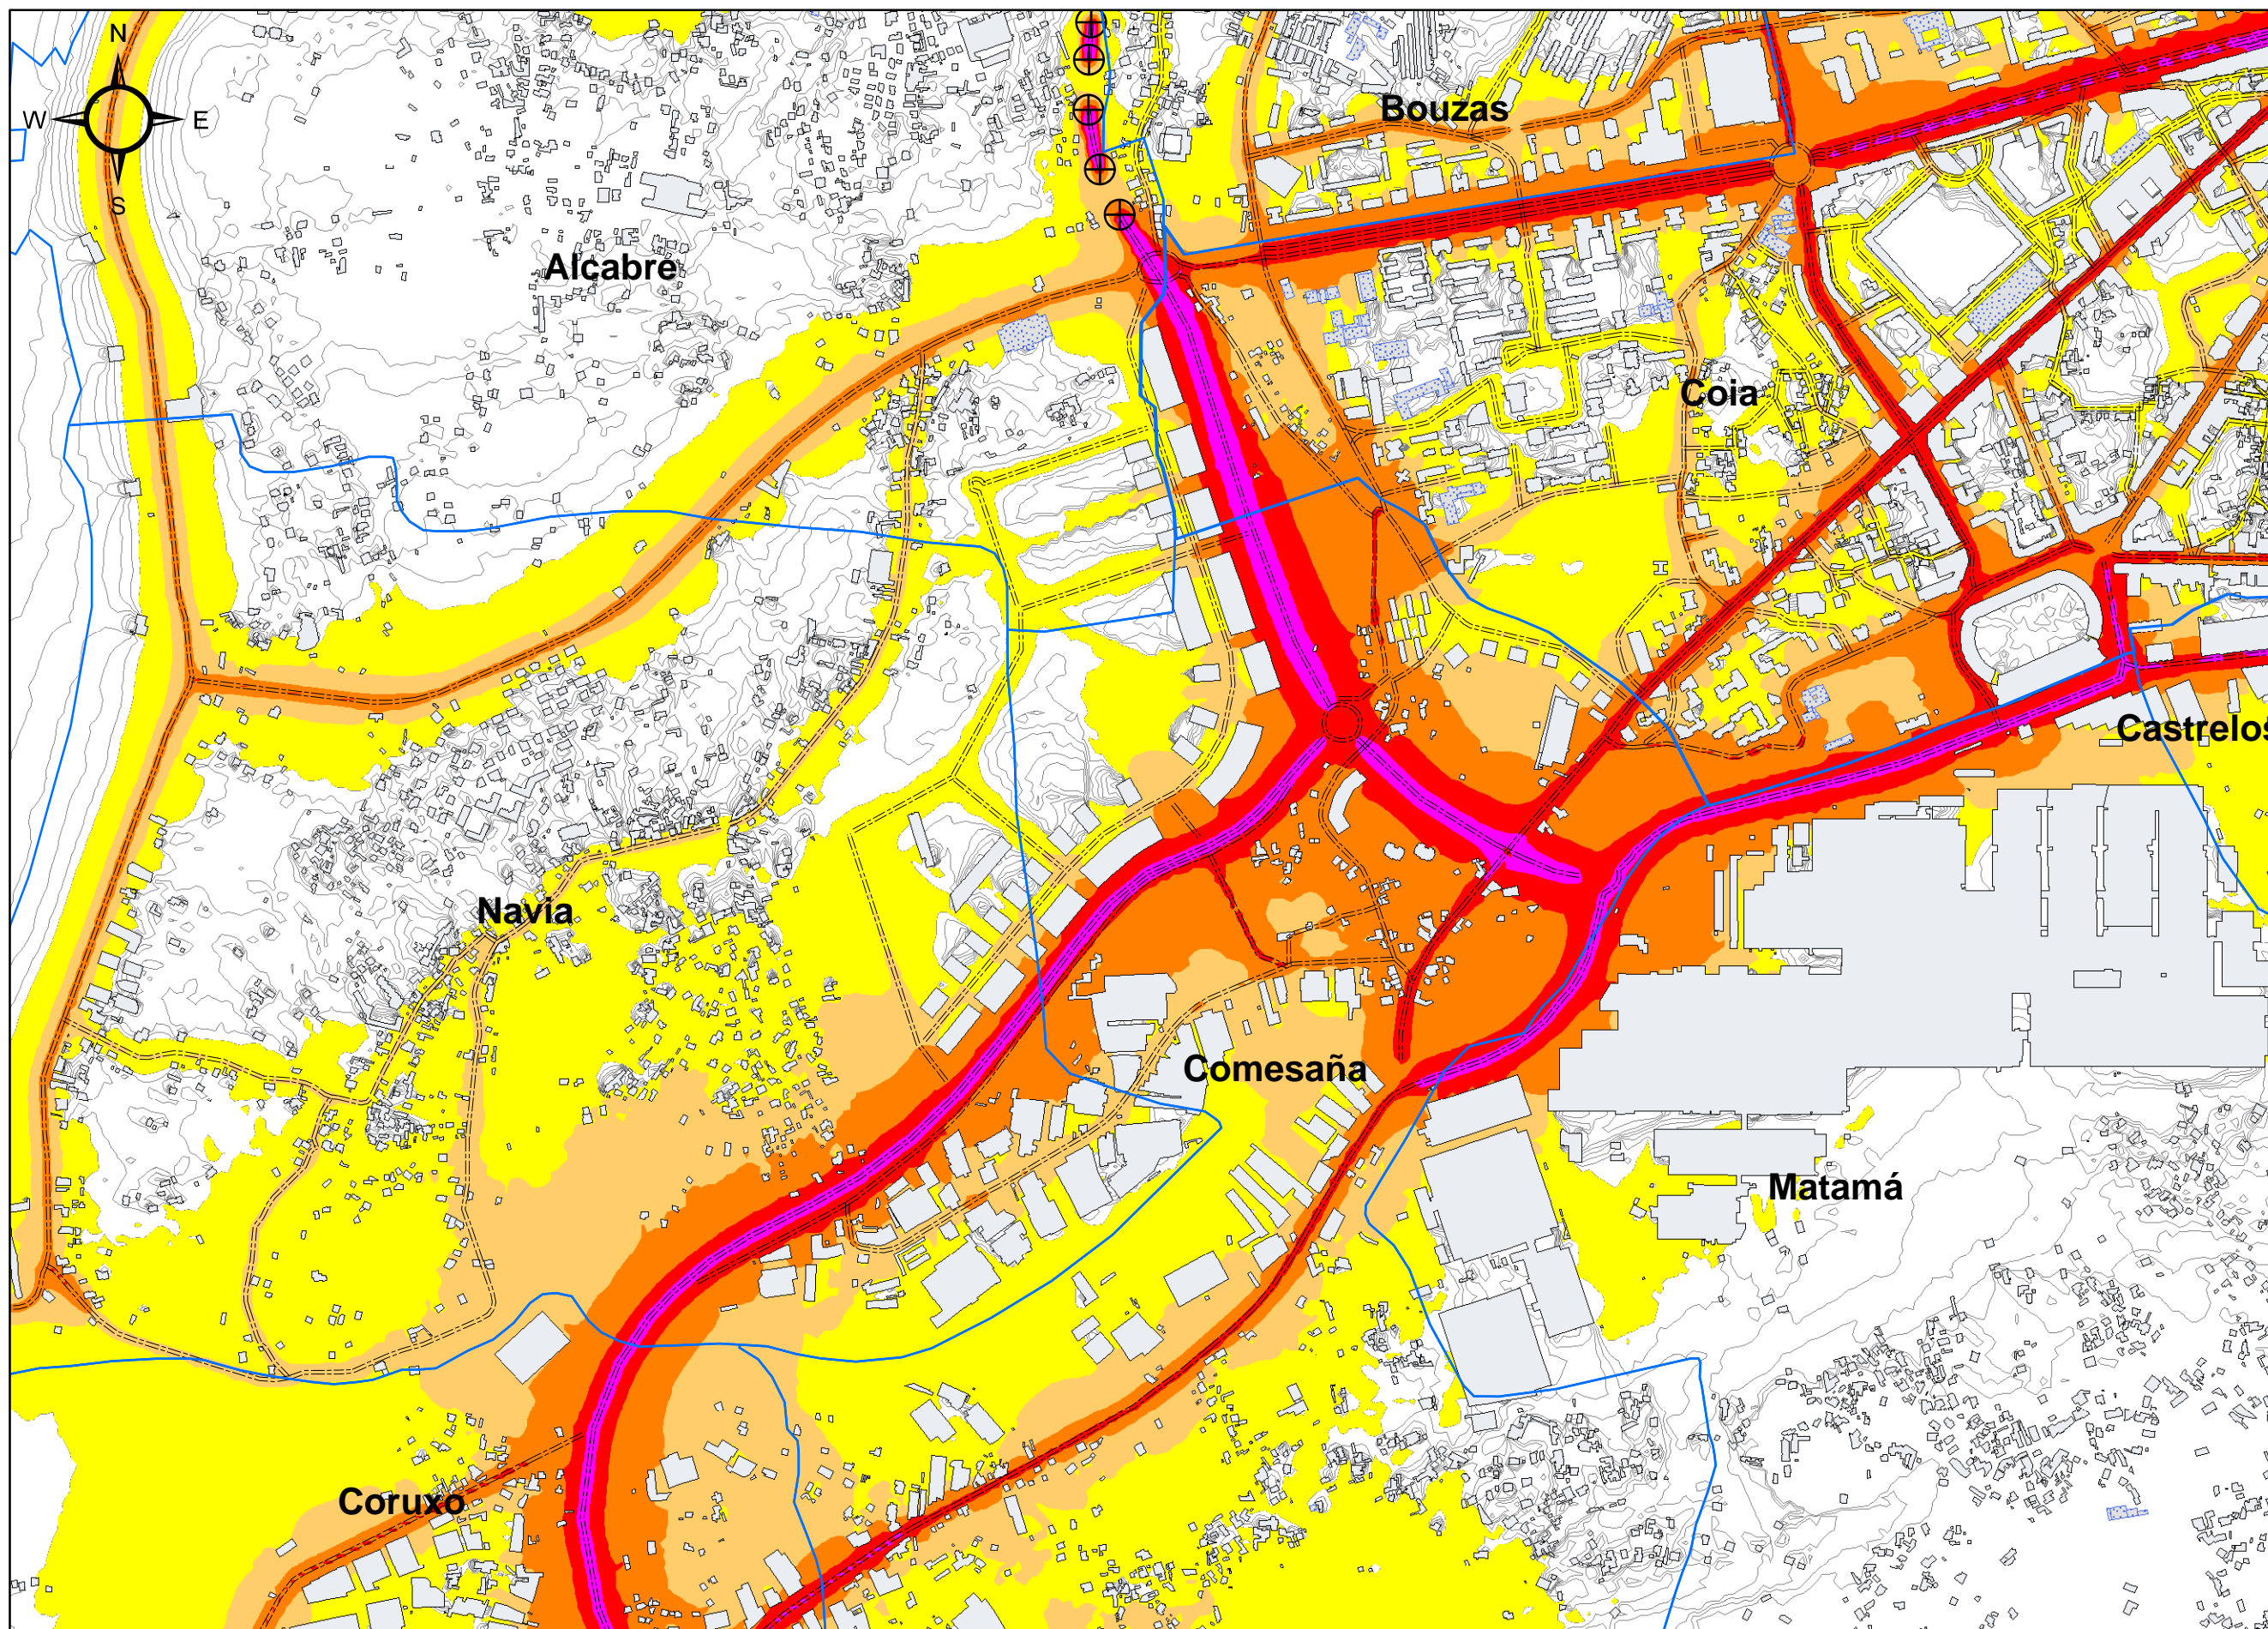 N
W E
S
Bouzas
Alcabre
Coia
Castrelos
Navia
Comesaña
Matamá
Coruxo